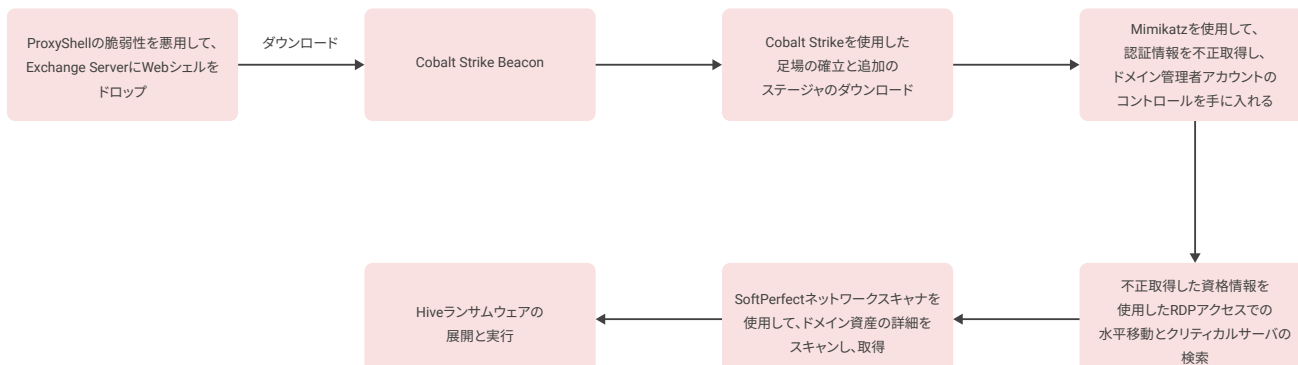 ProxyShellの脆弱性を悪用して、
Exchange ServerにWebシェルを
ドロップ
ダウンロード
Cobalt Strike Beacon
Cobalt Strikeを使用した
足場の確立と追加の
ステージャのダウンロード
Mimikatzを使用して、
認証情報を不正取得し、
ドメイン管理者アカウントの
コントロールを手に入れる
不正取得した資格情報を
使用したRDPアクセスでの
水平移動とクリティカルサーバの
検索
SoftPerfectネットワークスキャナを
使用して、ドメイン資産の詳細を
スキャンし、取得
Hiveランサムウェアの
展開と実行